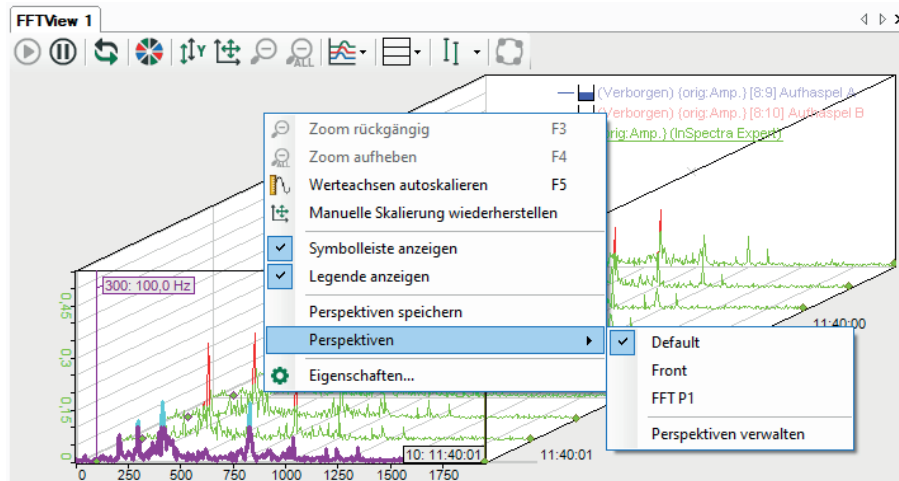 FFTView 1
ALL
(Verborgen) {orig:Amp.} [8:9] Aufhaspel A
(Verborgen) {orig:Amp.} [8:10] Aufhaspel B
orig:Amp.} (InSpectra Expert)
Zoom rückgängig F3
Zoom aufheben F4
Werteachsen autoskalieren F5
Manuelle Skalierung wiederherstellen
Symbolleiste anzeigen
Legende anzeigen
Perspektiven speichern
Perspektiven
Eigenschaften...
Default
Front
FFT P1
Perspektiven verwalten
300: 100,0 Hz
0,45
0,3
0,15
0
11:40:00
10: 11:40:01
11:40:01
0 250 500 750 1000 1250 1500 1750